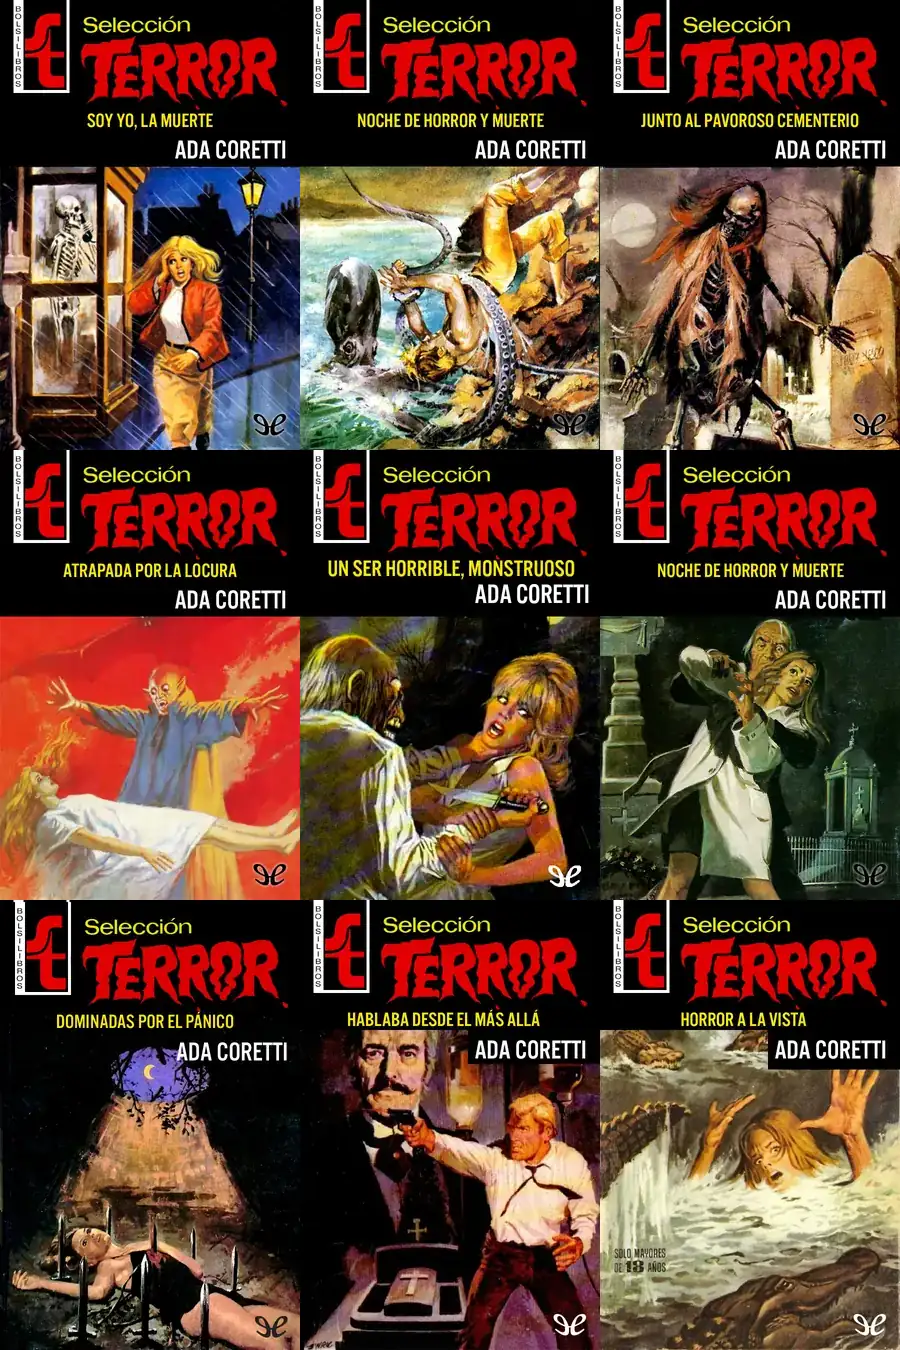 BOLSILIBROS
Selección
TERROR
SOY YO, LA MUERTE
ADA CORETTI
BOLSILIBROS
Selección
TERROR
NOCHE DE HORROR Y MUERTE
ADA CORETTI
BOLSILIBROS
Selección
TERROR
JUNTO AL PAVOROSO CEMENTERIO
ADA CORETTI
BOLSILIBROS
Selección
TERROR
ATRAPADA POR LA LOCURA
ADA CORETTI
BOLSILIBROS
Selección
TERROR
UN SER HORRIBLE, MONSTRUOSO
ADA CORETTI
BOLSILIBROS
Selección
TERROR
NOCHE DE HORROR Y MUERTE
ADA CORETTI
BOLSILIBROS
Selección
TERROR
DOMINADAS POR EL PÁNICO
ADA CORETTI
BOLSILIBROS
Selección
TERROR
HABLABA DESDE EL MÁS ALLÁ
ADA CORETTI
BOLSILIBROS
Selección
TERROR
HORROR A LA VISTA
ADA CORETTI
SOLO MAYORES
DE 18 AÑOS